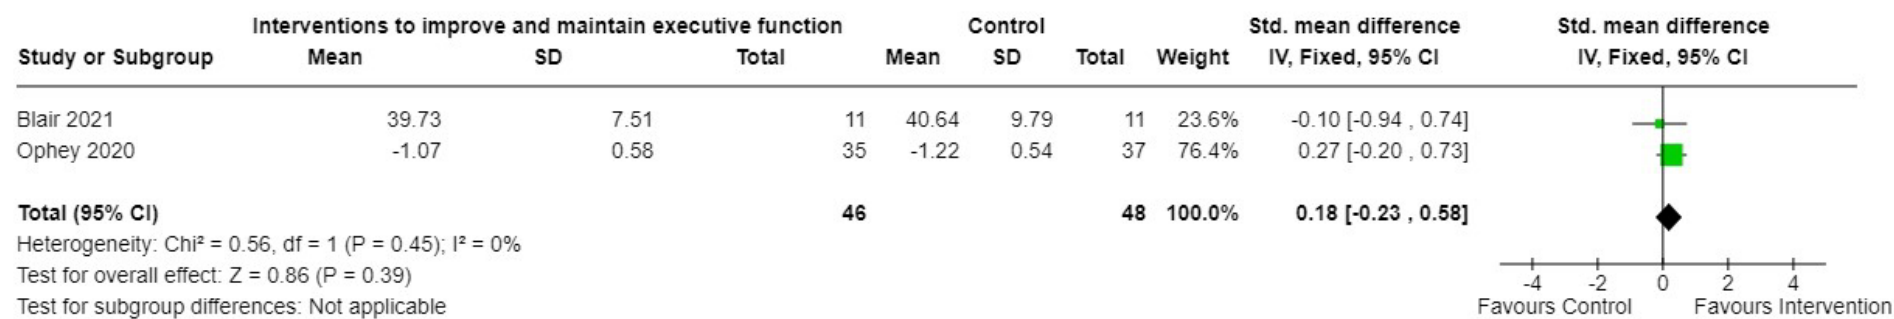 Interventions to improve and maintain executive function Control Std. mean difference Std. mean difference
Study or Subgroup Mean SD Total Mean SD Total Weight IV, Fixed, 95% CI IV, Fixed, 95% CI
Blair 2021 39.73 7.51 11 40.64 9.79 11 23.6% -0.10 [-0.94 , 0.74]
Ophey 2020 -1.07 0.58 35 -1.22 0.54 37 76.4% 0.27 [-0.20 , 0.73]
Total (95% CI) 46 48 100.0% 0.18 [-0.23 , 0.58]
Heterogeneity: Chi² = 0.56, df = 1 (P = 0.45); I² = 0%
Test for overall effect: Z = 0.86 (P = 0.39)
-4 -2 0 2 4
Test for subgroup differences: Not applicable Favours Control Favours Intervention